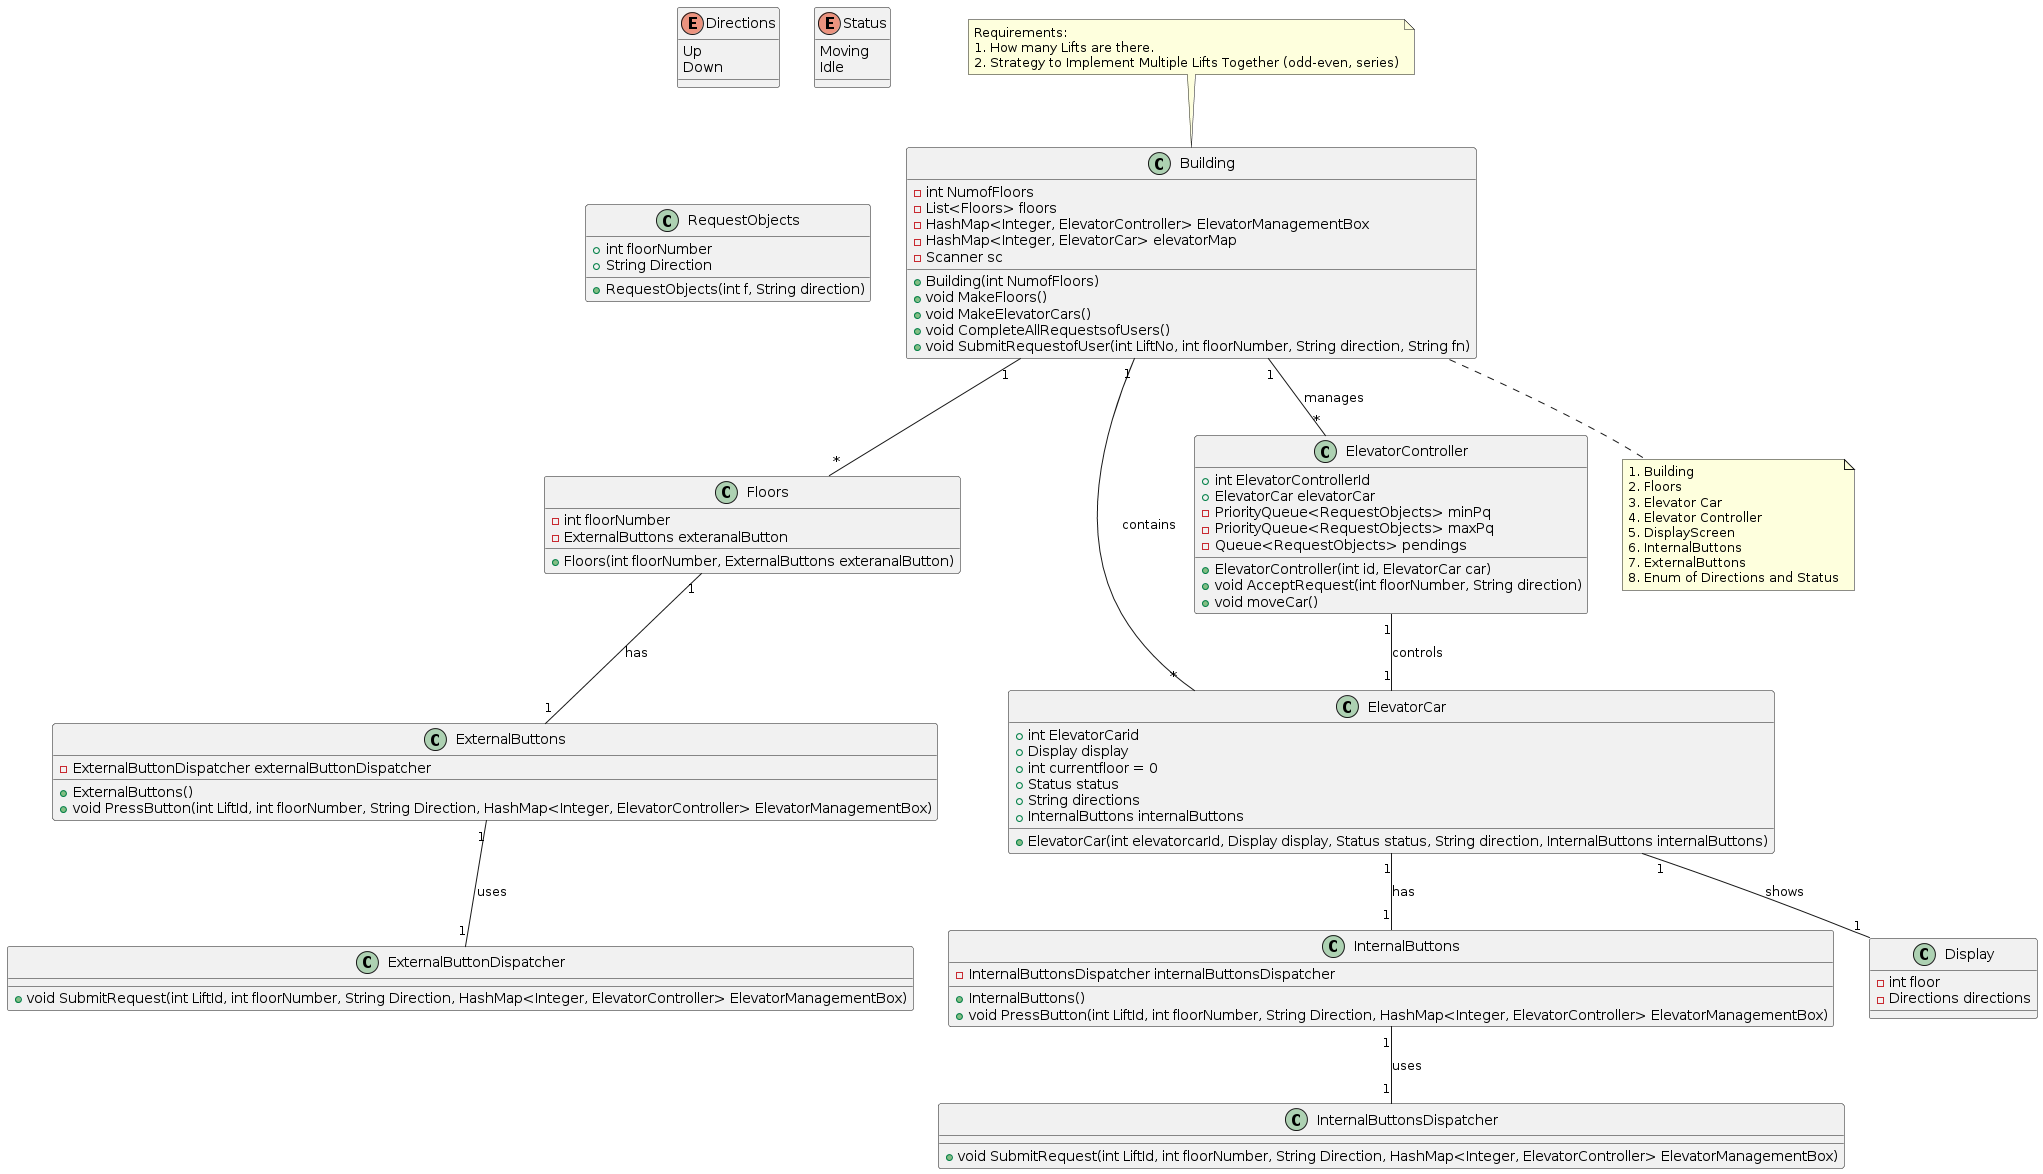 Directions
Up
Down
Status
Moving
Idle
Requirements:
1. How many Lifts are there.
2. Strategy to Implement Multiple Lifts Together (odd-even, series)
Building
int NumofFloors
List<Floors> floors
HashMap<Integer, ElevatorController> ElevatorManagementBox
HashMap<Integer, ElevatorCar> elevatorMap
Scanner sc
Building(int NumofFloors)
void MakeFloors()
void MakeElevatorCars()
void CompleteAllRequestsofUsers()
void SubmitRequestofUser(int LiftNo, int floorNumber, String direction, String fn)
RequestObjects
int floorNumber
String Direction
RequestObjects(int f, String direction)
1
1
1
manages
*
*
contains
*
Floors
int floorNumber
ExternalButtons exteranalButton
Floors(int floorNumber, ExternalButtons exteranalButton)
ElevatorController
int ElevatorControllerId
ElevatorCar elevatorCar
PriorityQueue<RequestObjects> minPq
PriorityQueue<RequestObjects> maxPq
Queue<RequestObjects> pendings
ElevatorController(int id, ElevatorCar car)
void AcceptRequest(int floorNumber, String direction)
void moveCar()
1. Building
2. Floors
3. Elevator Car
4. Elevator Controller
5. DisplayScreen
6. InternalButtons
7. ExternalButtons
8. Enum of Directions and Status
1
has
1
1
controls
1
ExternalButtons
ExternalButtonDispatcher externalButtonDispatcher
ExternalButtons()
void PressButton(int LiftId, int floorNumber, String Direction, HashMap<Integer, ElevatorController> ElevatorManagementBox)
ElevatorCar
int ElevatorCarid
Display display
int currentfloor = 0
Status status
String directions
InternalButtons internalButtons
ElevatorCar(int elevatorcarId, Display display, Status status, String direction, InternalButtons internalButtons)
1
uses
1
1
has
1
1
shows
1
ExternalButtonDispatcher
void SubmitRequest(int LiftId, int floorNumber, String Direction, HashMap<Integer, ElevatorController> ElevatorManagementBox)
InternalButtons
InternalButtonsDispatcher internalButtonsDispatcher
InternalButtons()
void PressButton(int LiftId, int floorNumber, String Direction, HashMap<Integer, ElevatorController> ElevatorManagementBox)
Display
int floor
Directions directions
1
uses
1
InternalButtonsDispatcher
void SubmitRequest(int LiftId, int floorNumber, String Direction, HashMap<Integer, ElevatorController> ElevatorManagementBox)